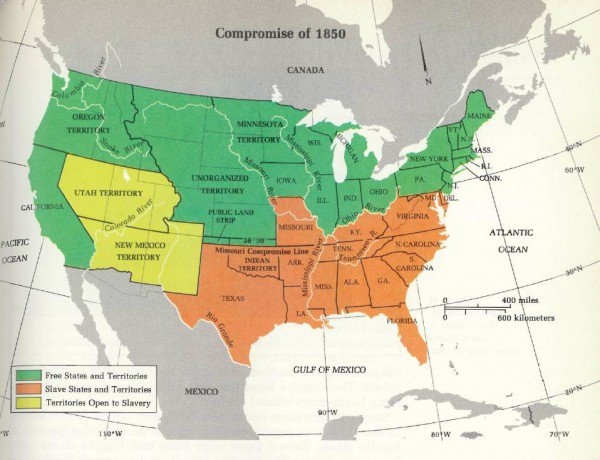 Compromise of 1850
CANADA
N
Columbia River
OREGON
TERRITORY
Snake River
MINNESOTA
TERRITORY
Mississippi River
WIS.
MICHIGAN
MAINE
VT.
N.H.
MASS.
NEW YORK
R.I.
CONN.
40°N
60°W
UTAH TERRITORY
UNORGANIZED
TERRITORY
Missouri River
IOWA
ILL.
IND.
OHIO
PA.
N.J.
MD.
DEL.
Ohio River
CALIFORNIA
Colorado River
PUBLIC LAND
STRIP
36°30'
MISSOURI
KY.
VIRGINIA
PACIFIC
OCEAN
NEW MEXICO
TERRITORY
Missouri Compromise Line
INDIAN
TERRITORY
ARK.
TENN.
Tennessee R.
N. CAROLINA
S.
CAROLINA
ATLANTIC
OCEAN
30°N
TEXAS
Mississippi River
MISS.
ALA.
GA.
LA.
FLORIDA
Rio Grande
0 400 miles
0 600 kilometers
GULF OF MEXICO
MEXICO
Free States and Territories
Slave States and Territories
Territories Open to Slavery
20°N
110°W
90°W
80°W
70°W